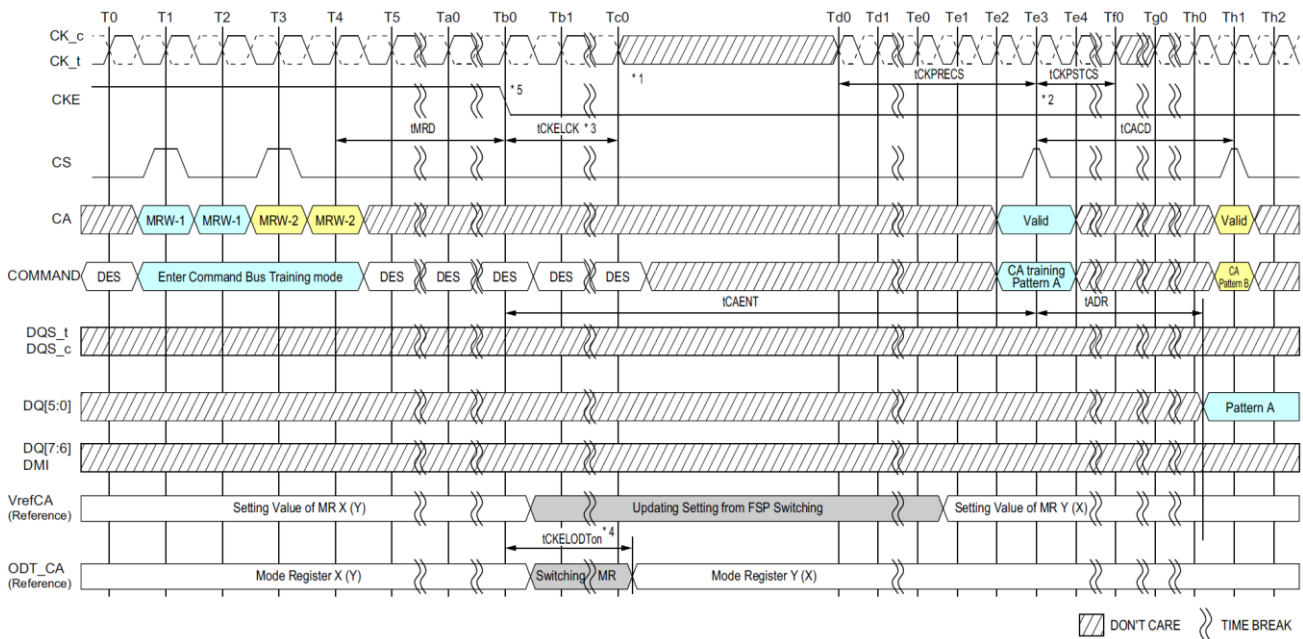 T0 T1 T2 T3 T4 T5 Ta0 Tb0 Tb1 Tc0 Td0 Td1 Te0 Te1 Te2 Te3 Te4 Tf0 Tg0 Th0 Th1 Th2
CK_c
CK_t
* 1
tCKPRECS tCKPSTCS
CKE
* 5
* 2
tMRD tCKELCK * 3 tCACD
CS
CA MRW-1 MRW-1 MRW-2 MRW-2 Valid Valid
COMMAND DES Enter Command Bus Training mode DES DES DES DES DES CA training Pattern A CA Pattern B
tCAENT tADR
DQS_t
DQS_c
DQ[5:0] Pattern A
DQ[7:6]
DMI
VrefCA
(Reference)
Setting Value of MR X (Y) Updating Setting from FSP Switching Setting Value of MR Y (X)
tCKELODTon * 4
ODT_CA
(Reference)
Mode Register X (Y) Switching MR Mode Register Y (X)
DON'T CARE TIME BREAK